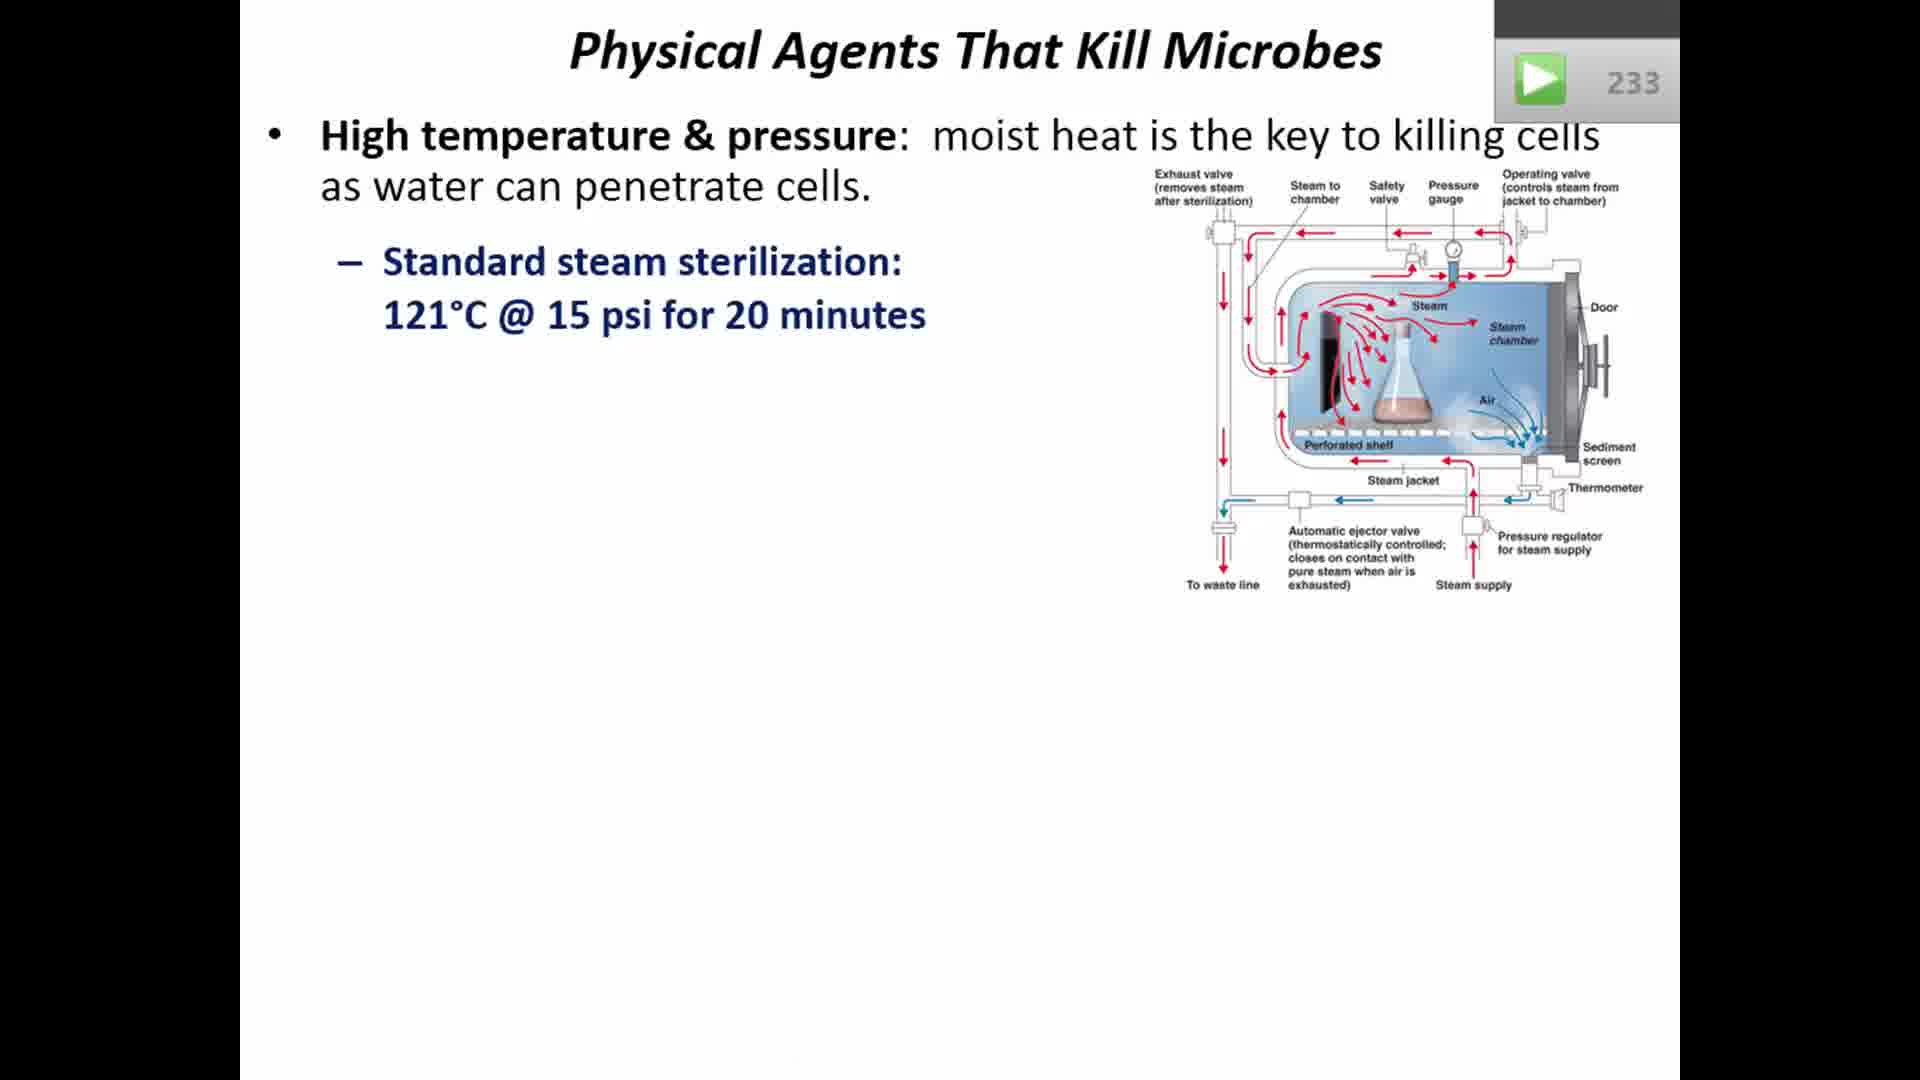 Physical Agents That Kill Microbes
233
• High temperature & pressure: moist heat is the key to killing cells
as water can penetrate cells.
– Standard steam sterilization:
121°C @ 15 psi for 20 minutes
Exhaust valve
(removes steam
after sterilization)
Steam to
chamber
Safety
valve
Pressure
gauge
Operating valve
(controls steam from
jacket to chamber)
Steam
Steam
chamber
Door
Air
Perforated shelf
Sediment
screen
Steam jacket
Thermometer
Automatic ejector valve
(thermostatically controlled;
closes on contact with
pure steam when air is
exhausted)
Pressure regulator
for steam supply
To waste line
Steam supply